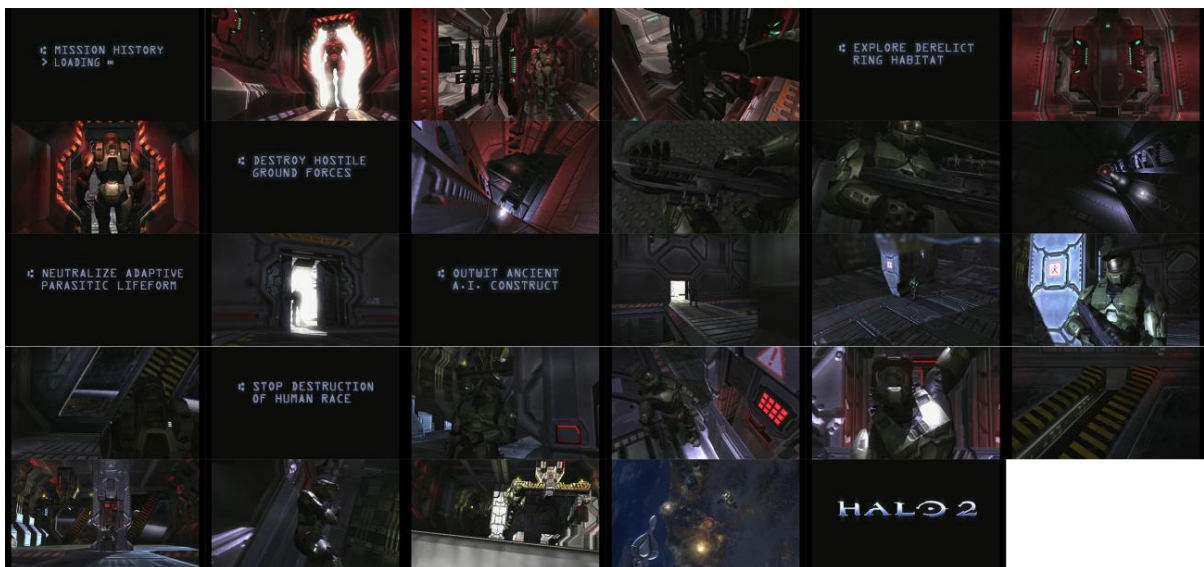 ⑆ MISSION HISTORY
> LOADING
⑆ EXPLORE DERELICT
RING HABITAT
⑆ DESTROY HOSTILE
GROUND FORCES
⑆ NEUTRALIZE ADAPTIVE
PARASITIC LIFEFORM
⑆ OUTWIT ANCIENT
A.I. CONSTRUCT
⑆ STOP DESTRUCTION
OF HUMAN RACE
HALO 2